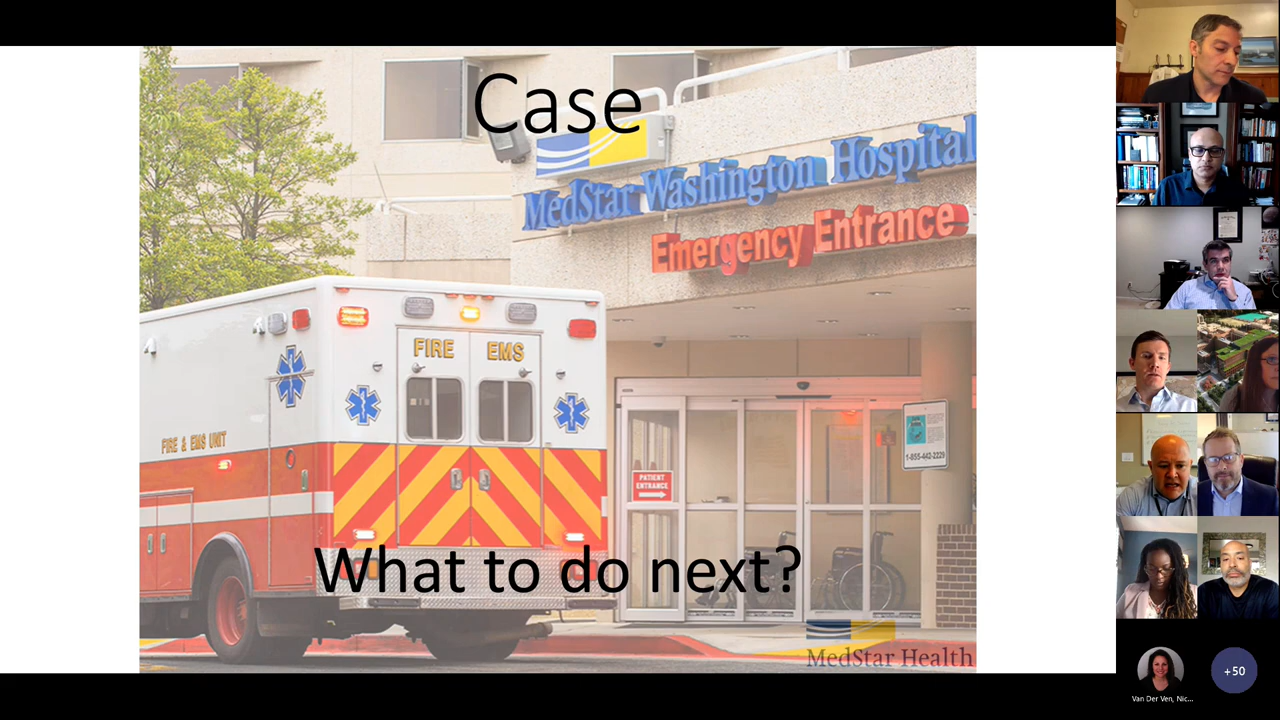 Case
MedStar Washington Hospital
Emergency Entrance
FIRE EMS
FIRE & EMS UNIT
1-855-442-2229
PATIENT
ENTRANCE
What to do next?
MedStar Health
Van Der Ven, Nic...
+50